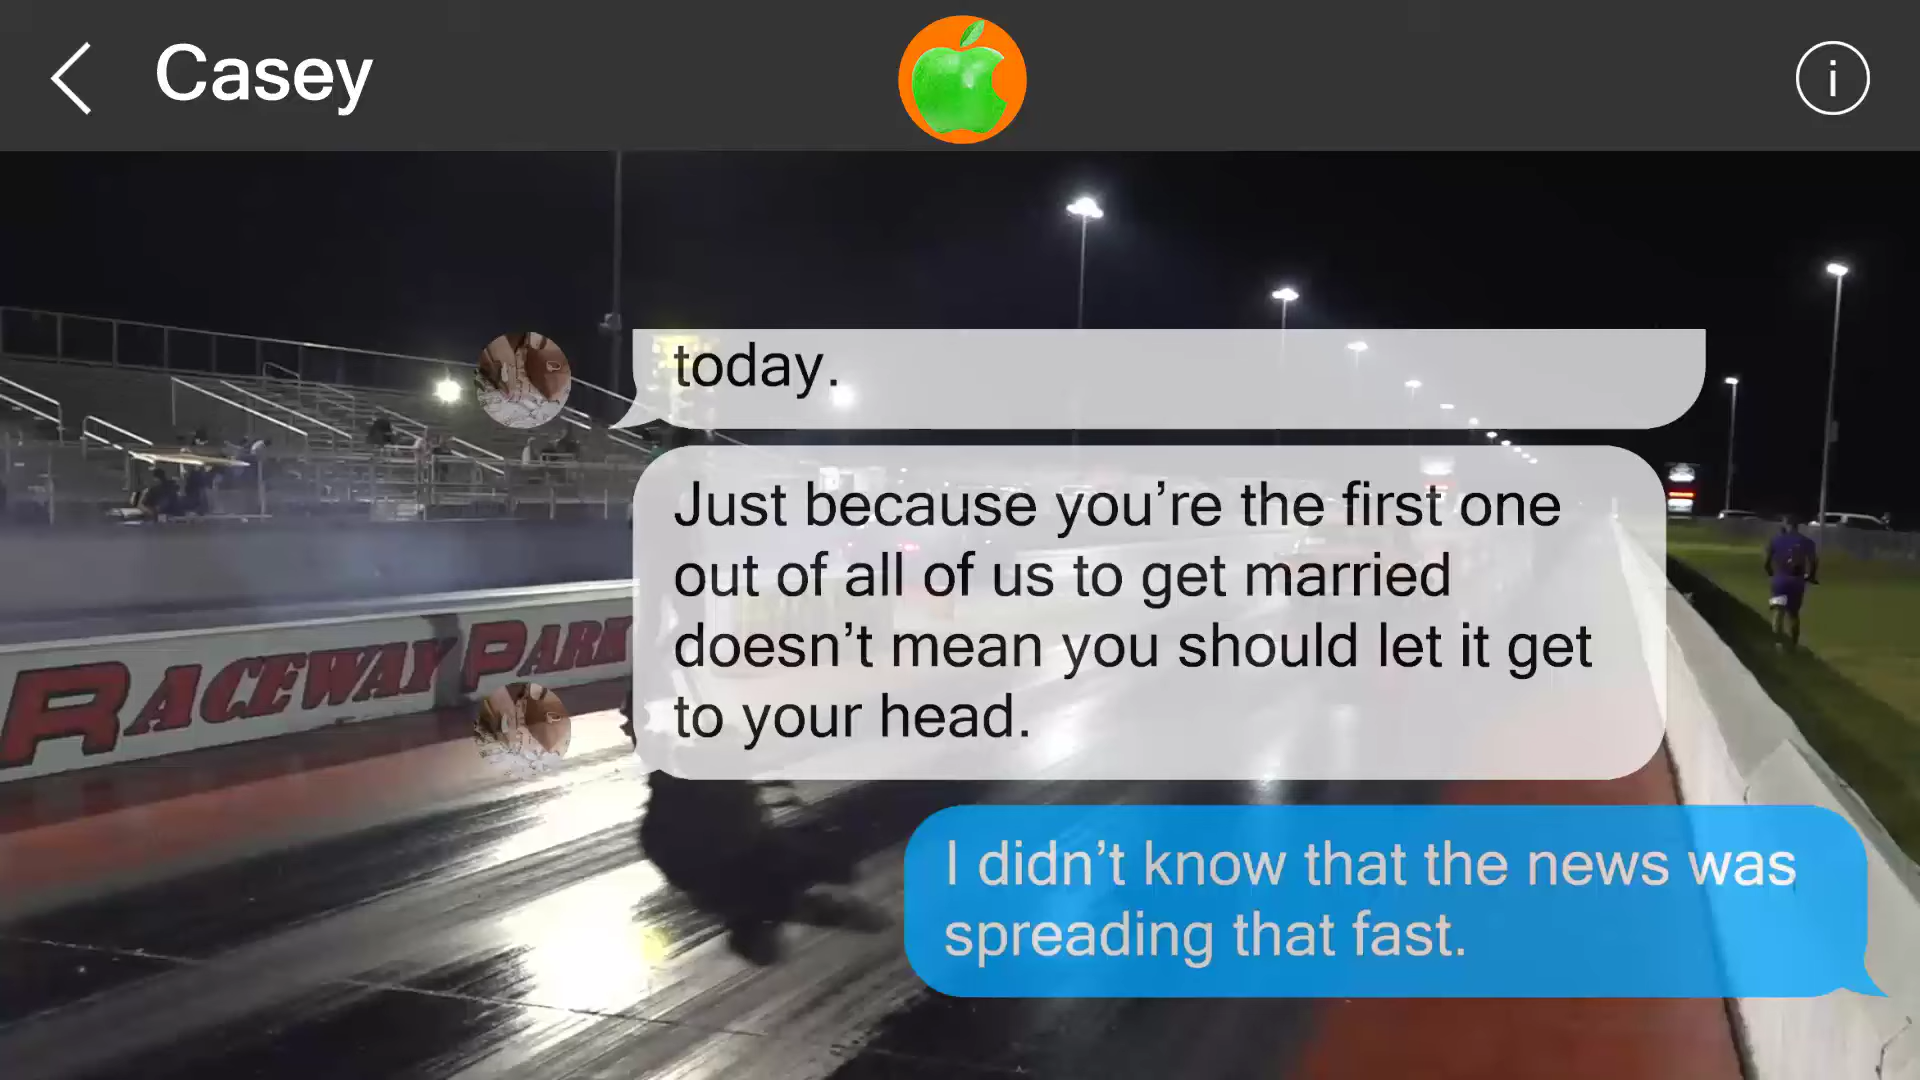 Casey
today.
Just because you’re the first one
out of all of us to get married
doesn’t mean you should let it get
to your head.
I didn’t know that the news was
spreading that fast.
RACEWAY PARK